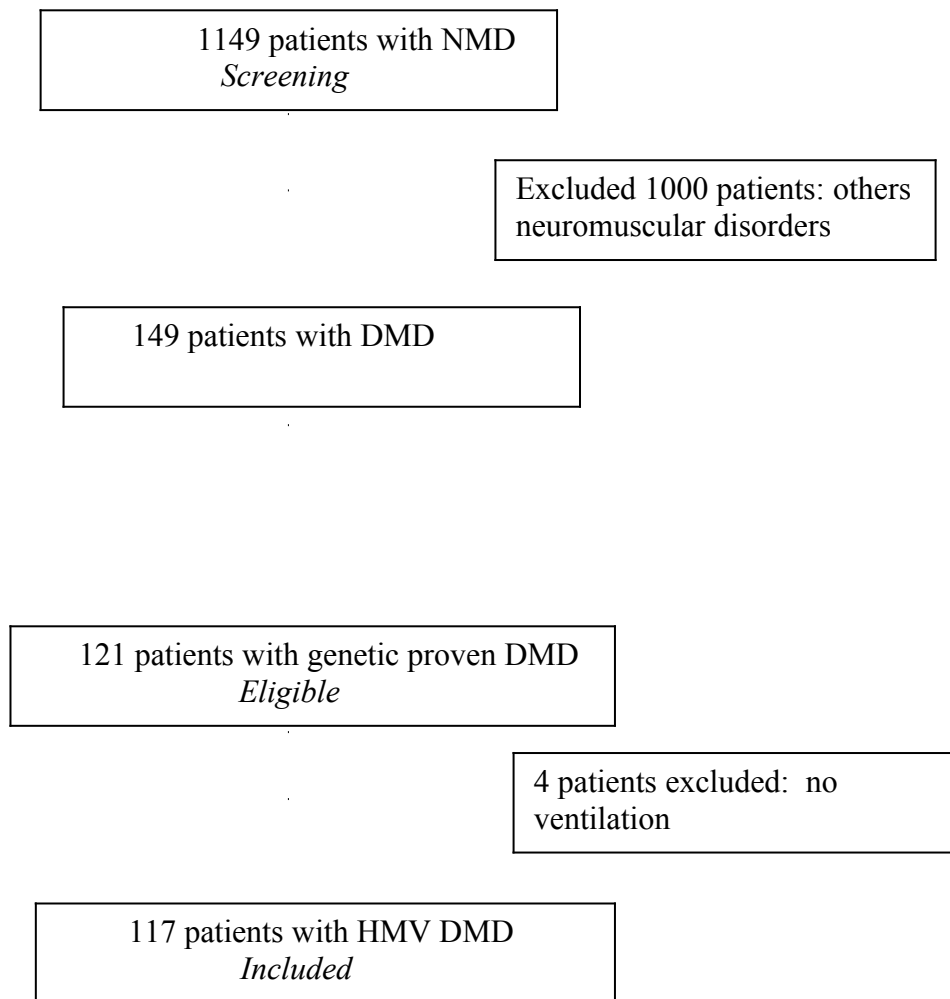 1149 patients with NMD
Screening
Excluded 1000 patients: others
neuromuscular disorders
149 patients with DMD
121 patients with genetic proven DMD
Eligible
4 patients excluded:  no
ventilation
117 patients with HMV DMD
Included